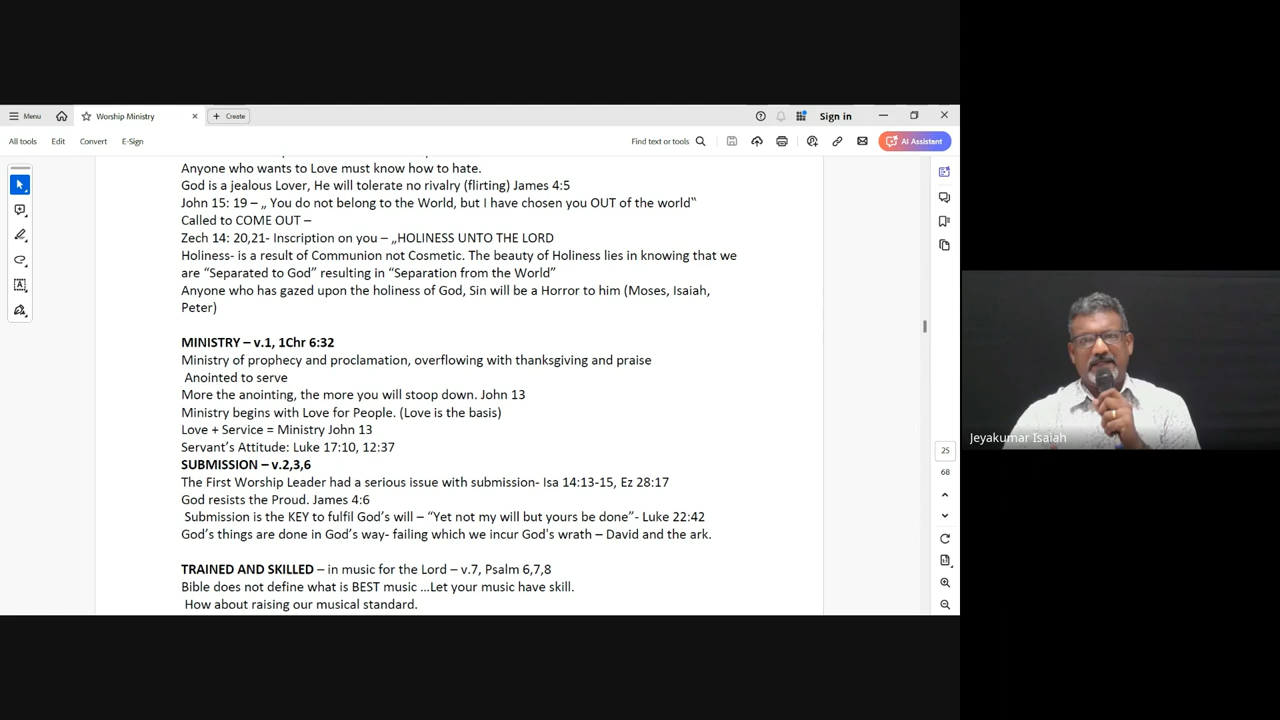 Menu
Worship Ministry
Create
Sign in
All tools
Edit
Convert
E-Sign
Find text or tools
AI Assistant
Anyone who wants to Love must know how to hate.
God is a jealous Lover, He will tolerate no rivalry (flirting) James 4:5
John 15: 19 – „ You do not belong to the World, but I have chosen you OUT of the world‟
Called to COME OUT –
Zech 14: 20,21- Inscription on you – „HOLINESS UNTO THE LORD
Holiness- is a result of Communion not Cosmetic. The beauty of Holiness lies in knowing that we
are “Separated to God” resulting in “Separation from the World”
Anyone who has gazed upon the holiness of God, Sin will be a Horror to him (Moses, Isaiah,
Peter)
MINISTRY – v.1, 1Chr 6:32
Ministry of prophecy and proclamation, overflowing with thanksgiving and praise
Anointed to serve
More the anointing, the more you will stoop down. John 13
Ministry begins with Love for People. (Love is the basis)
Love + Service = Ministry John 13
Servant’s Attitude: Luke 17:10, 12:37
SUBMISSION – v.2,3,6
The First Worship Leader had a serious issue with submission- Isa 14:13-15, Ez 28:17
God resists the Proud. James 4:6
Submission is the KEY to fulfil God’s will – “Yet not my will but yours be done”- Luke 22:42
God’s things are done in God’s way- failing which we incur God's wrath – David and the ark.
TRAINED AND SKILLED – in music for the Lord – v.7, Psalm 6,7,8
Bible does not define what is BEST music ...Let your music have skill.
How about raising our musical standard.
25
68
Jeyakumar Isaiah